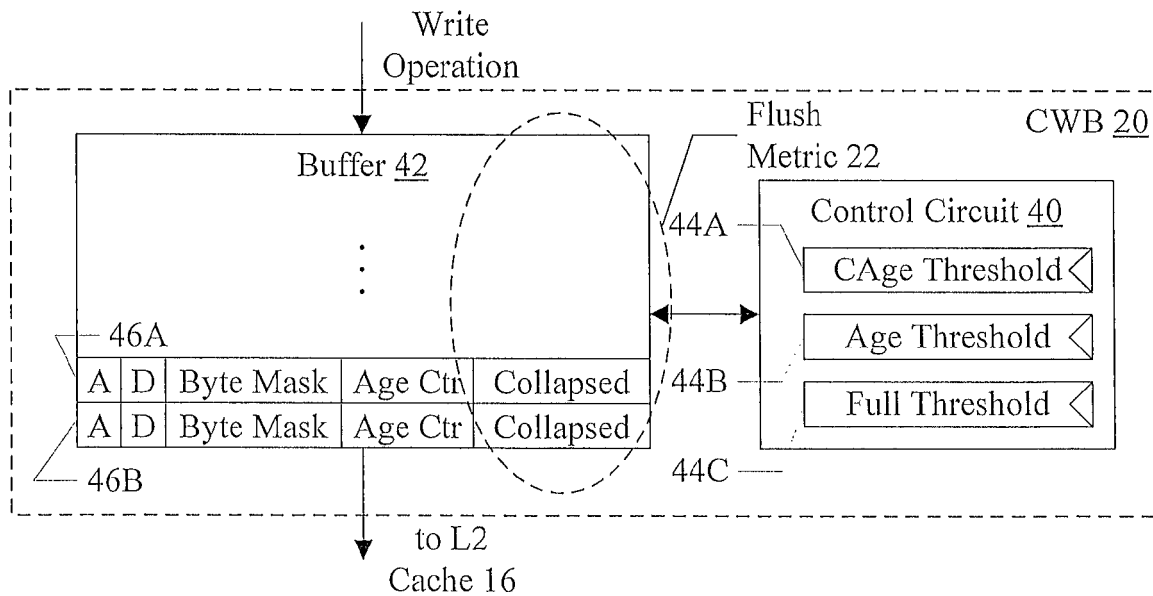 Write
Operation
CWB 20
Flush
Metric 22
Buffer 42
44A
Control Circuit 40
CAge Threshold
46A
Age Threshold
A D Byte Mask Age Ctr Collapsed
44B
Full Threshold
A D Byte Mask Age Ctr Collapsed
46B
44C
to L2
Cache 16